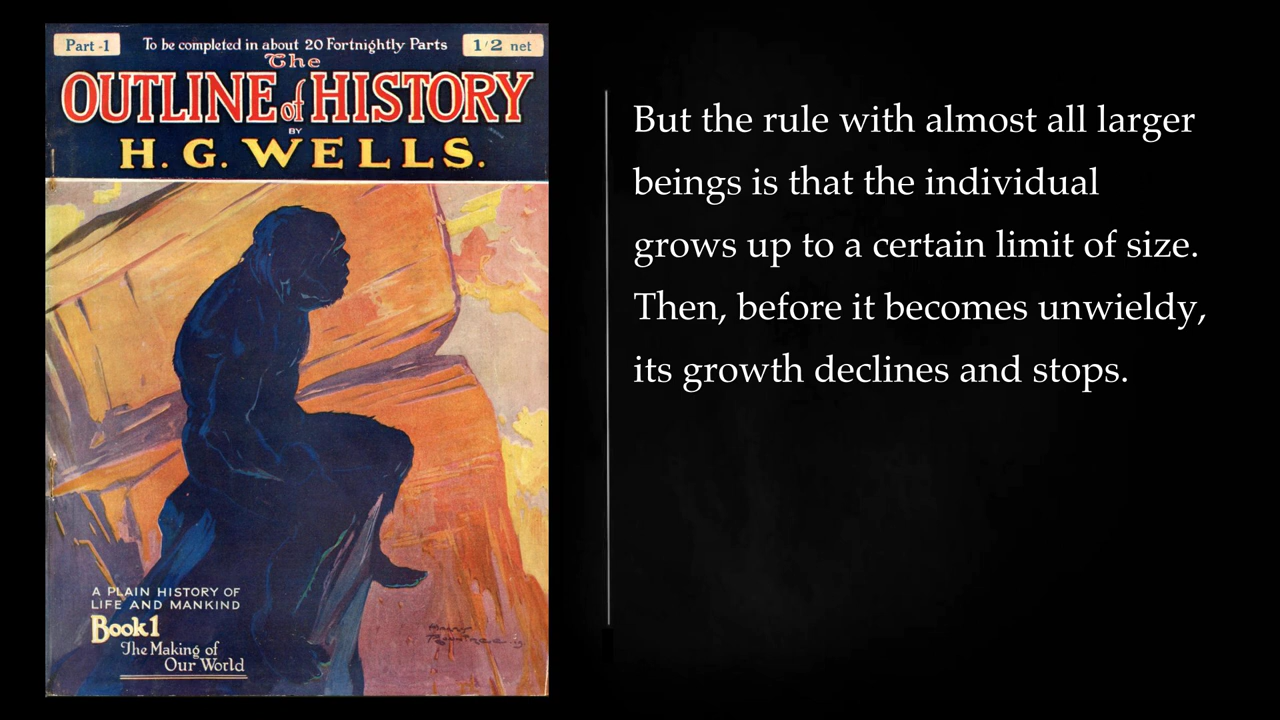 Part -1
To be completed in about 20 Fortnightly Parts
1/2 net
The
OUTLINE of HISTORY
BY
H. G. WELLS.
A PLAIN HISTORY OF
LIFE AND MANKIND
Book 1
The Making of
Our World
But the rule with almost all larger
beings is that the individual
grows up to a certain limit of size.
Then, before it becomes unwieldy,
its growth declines and stops.